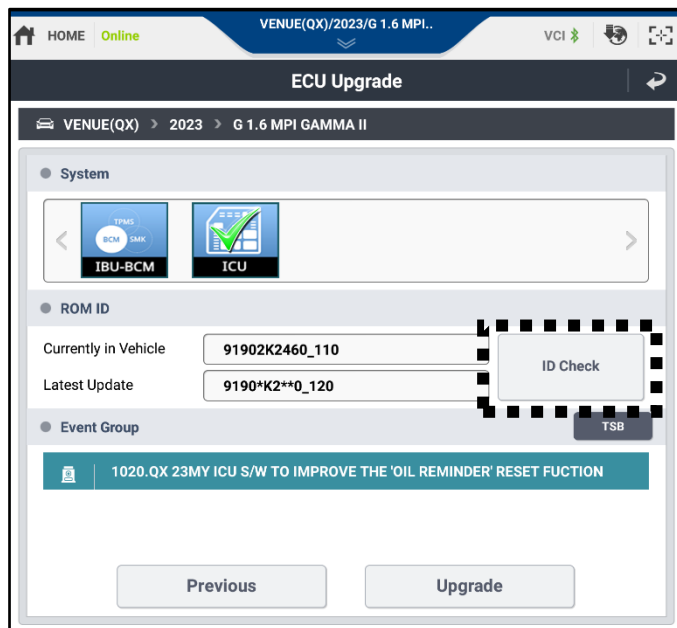 HOME Online VENUE(QX)/2023/G 1.6 MPI.. VCI
ECU Upgrade
VENUE(QX) > 2023 > G 1.6 MPI GAMMA II
System
TPMS
BCM SMK
IBU-BCM ICU
ROM ID
Currently in Vehicle 91902K2460_110
ID Check
Latest Update 9190*K2**0_120
Event Group TSB
1020.QX 23MY ICU S/W TO IMPROVE THE 'OIL REMINDER' RESET FUCTION
Previous Upgrade